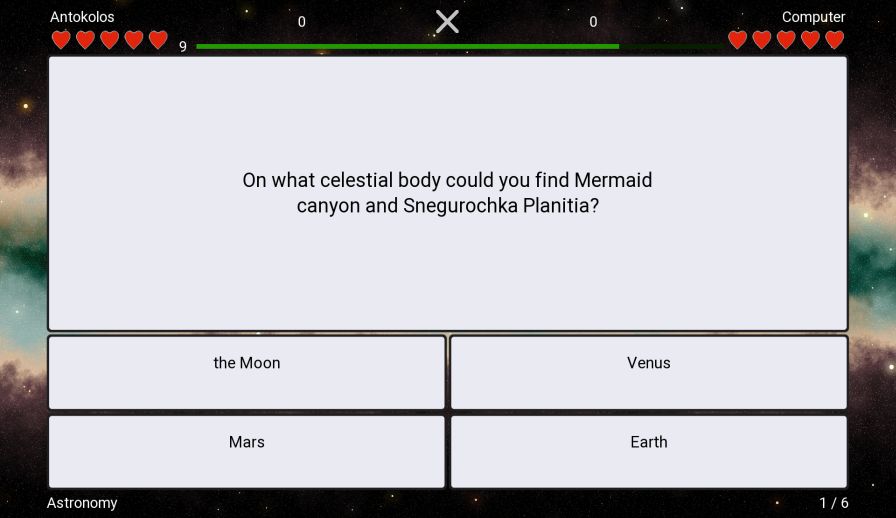 Antokolos
0
0
Computer
9
On what celestial body could you find Mermaid
canyon and Snegurochka Planitia?
the Moon
Venus
Mars
Earth
Astronomy
1 / 6